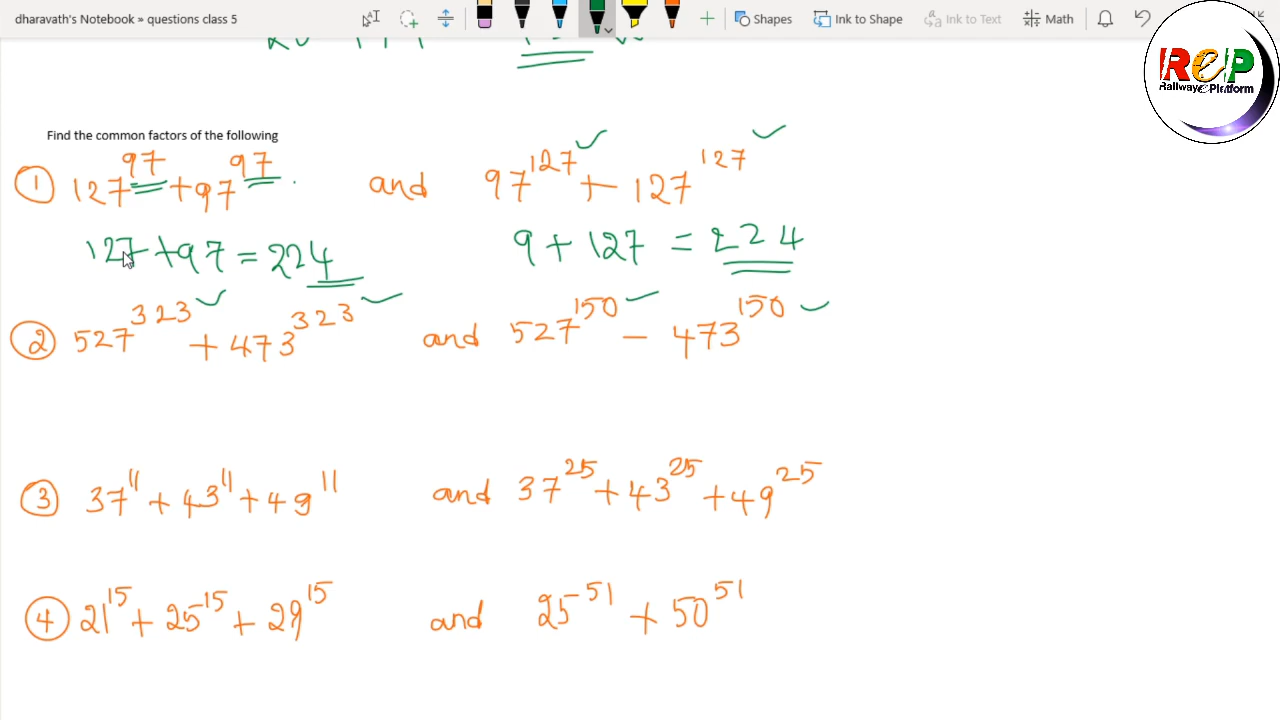 dharavath's Notebook » questions class 5
Shapes Ink to Shape Ink to Text Math
ReP
Railway e Platform
Find the common factors of the following
① 127^97 + 97^97 . and 97^127 + 127^127
127 + 97 = 224 9 + 127 = 224
② 527^323 + 473^323 and 527^150 - 473^150
③ 37^11 + 43^11 + 49^11 and 37^25 + 43^25 + 49^25
④ 21^15 + 25^15 + 29^15 and 25^51 + 50^51